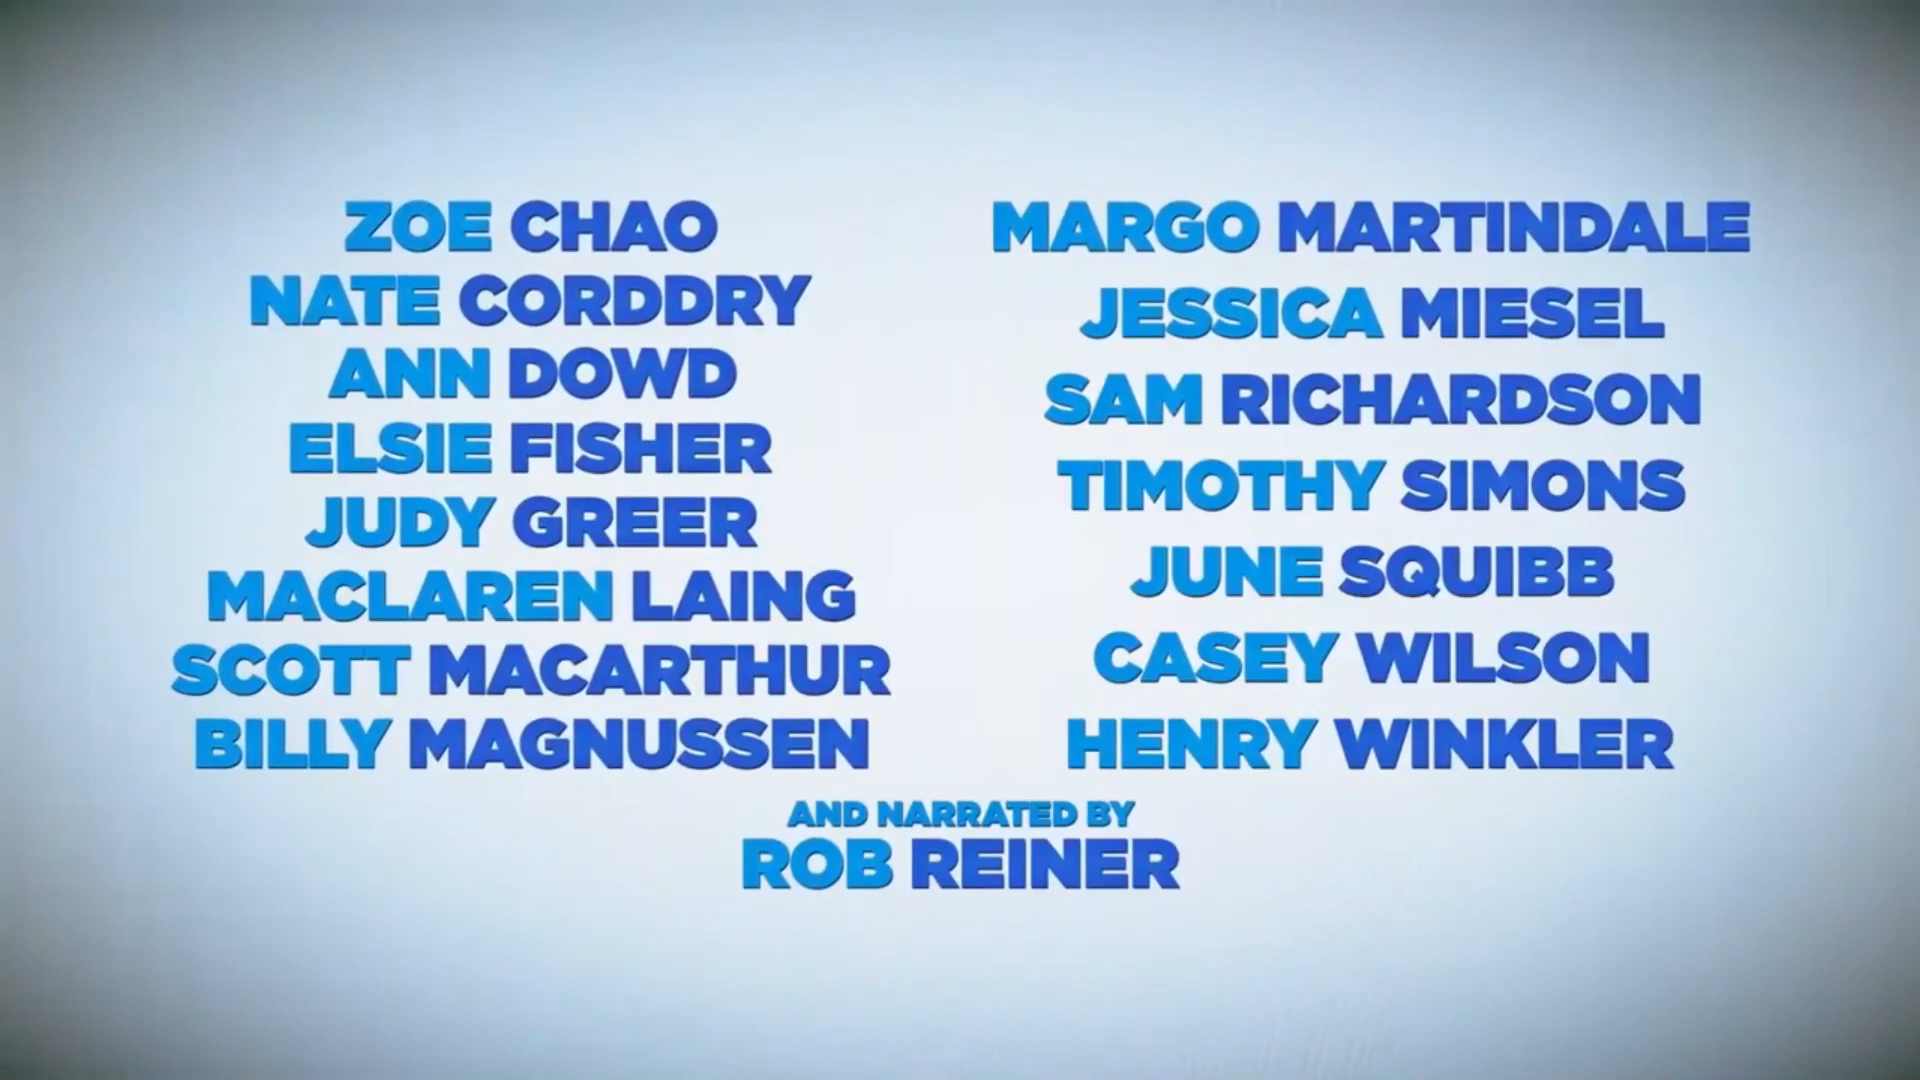 ZOE CHAO
NATE CORDDRY
ANN DOWD
ELSIE FISHER
JUDY GREER
MACLAREN LAING
SCOTT MACARTHUR
BILLY MAGNUSSEN
MARGO MARTINDALE
JESSICA MIESEL
SAM RICHARDSON
TIMOTHY SIMONS
JUNE SQUIBB
CASEY WILSON
HENRY WINKLER
AND NARRATED BY
ROB REINER